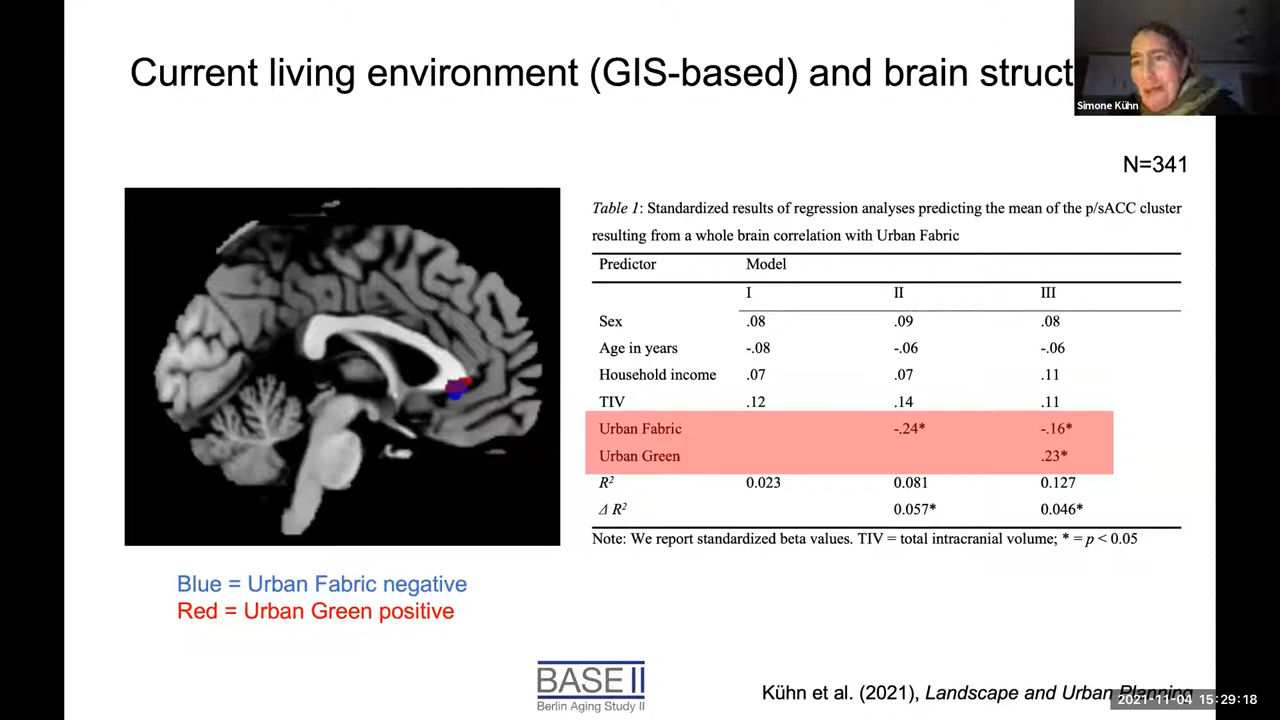 Current living environment (GIS-based) and brain struct
Simone Kühn
N=341
Table 1: Standardized results of regression analyses predicting the mean of the p/sACC cluster
resulting from a whole brain correlation with Urban Fabric
Predictor Model
I II III
Sex .08 .09 .08
Age in years -.08 -.06 -.06
Household income .07 .07 .11
TIV .12 .14 .11
Urban Fabric -.24* -.16*
Urban Green .23*
R² 0.023 0.081 0.127
Δ R² 0.057* 0.046*
Note: We report standardized beta values. TIV = total intracranial volume; * = p < 0.05
Blue = Urban Fabric negative
Red = Urban Green positive
BASE II
Berlin Aging Study II
Kühn et al. (2021), Landscape and Urban Planning
2021-11-04 15:29:18